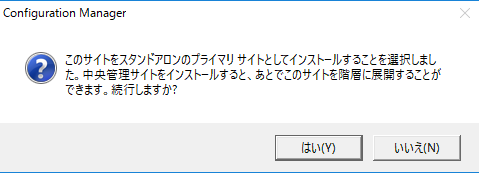 Configuration Manager
このサイトをスタンドアロンのプライマリ サイトとしてインストールすることを選択しまし
た。中央管理サイトをインストールすると、あとでこのサイトを階層に展開することが
できます。続行しますか?
はい(Y)
いいえ(N)